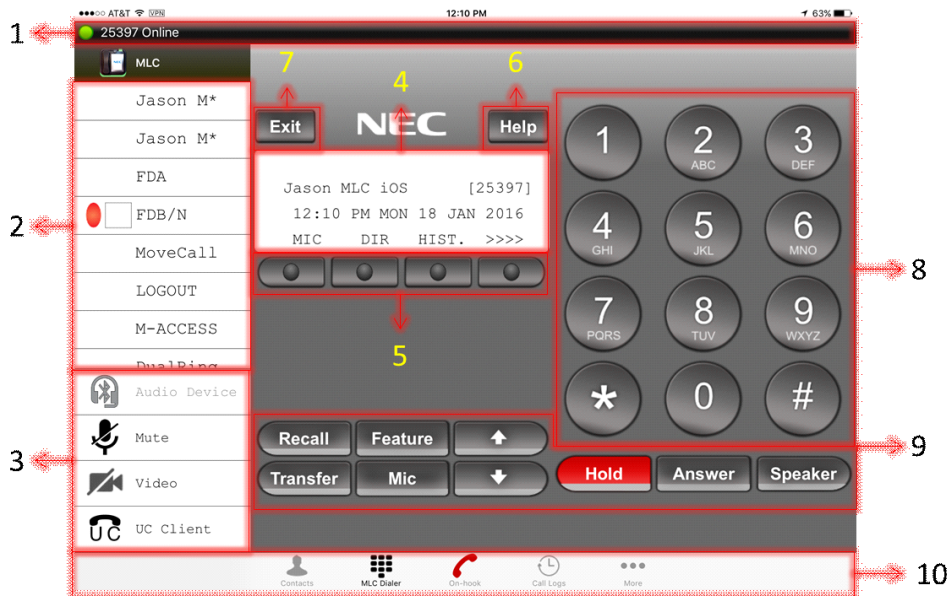 AT&T VPN 12:10 PM 63%
1 25397 Online
MLC
7 4 6
Jason M*
Jason M*
FDA
2 FDB/N
MoveCall
LOGOUT
M-ACCESS
DualRing
Exit NEC Help
Jason MLC iOS [25397]
12:10 PM MON 18 JAN 2016
MIC DIR HIST. >>>>
5
1 2 ABC 3 DEF
4 GHI 5 JKL 6 MNO
8
7 PQRS 8 TUV 9 WXYZ
* 0 #
Audio Device
Mute
3
Video
UC UC Client
Recall Feature
Transfer Mic
Hold Answer Speaker
9
Contacts MLC Dialer On-hook Call Logs More
10